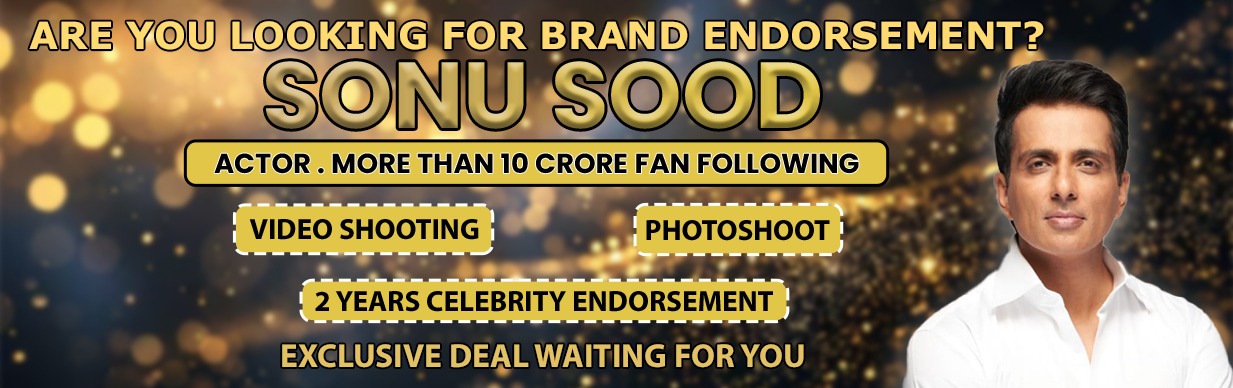 ARE YOU LOOKING FOR BRAND ENDORSEMENT?
SONU SOOD
ACTOR . MORE THAN 10 CRORE FAN FOLLOWING
VIDEO SHOOTING
PHOTOSHOOT
2 YEARS CELEBRITY ENDORSEMENT
EXCLUSIVE DEAL WAITING FOR YOU